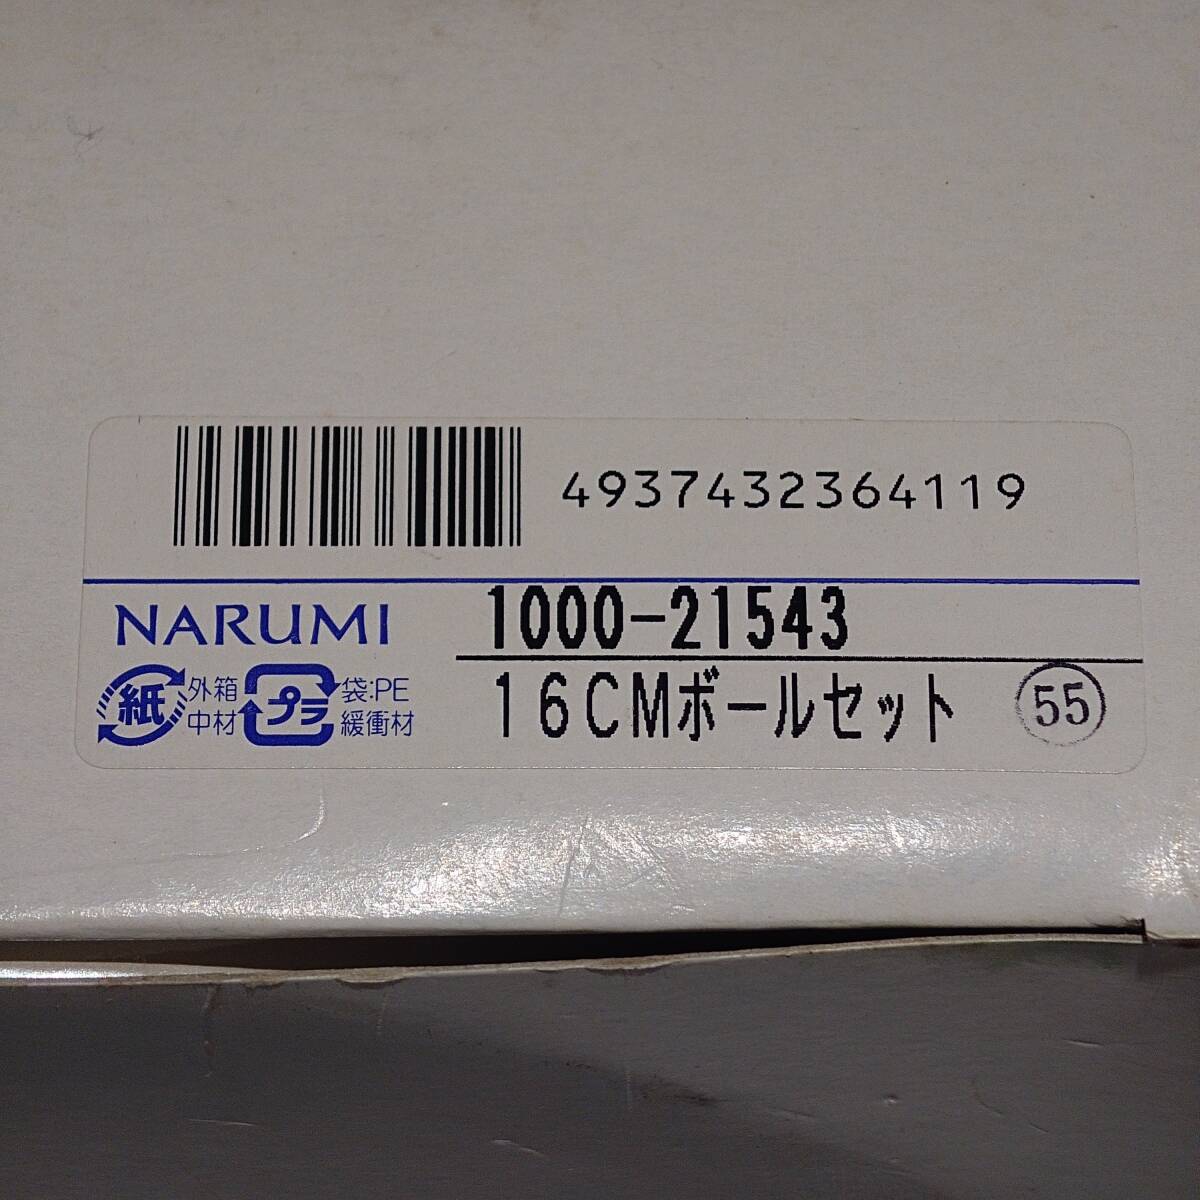 4937432364119
NARUMI
1000-21543
紙 外箱 中材
プラ 袋:PE 緩衝材
16CMボールセット
55